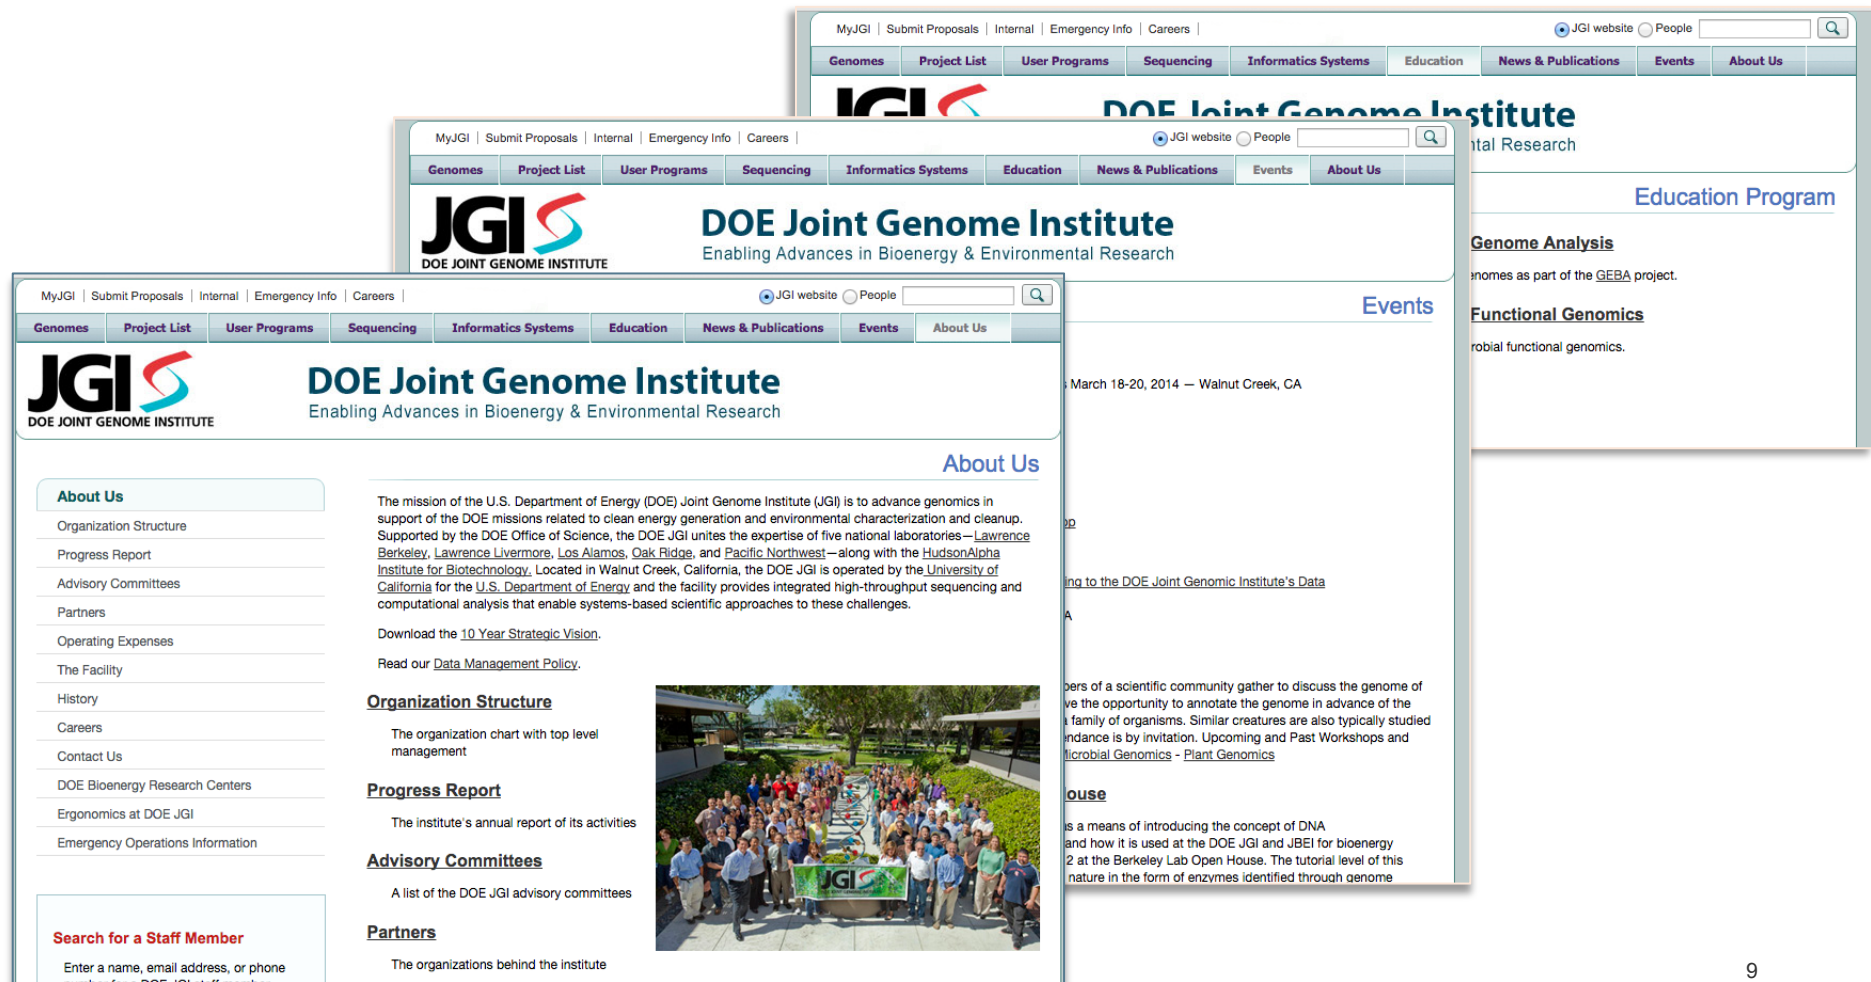 MyJGI | Submit Proposals | Internal | Emergency Info | Careers |
JGI website People
Genomes Project List User Programs Sequencing Informatics Systems Education News & Publications Events About Us
JGI
DOE Joint Genome Institute
ntal Research
Education Program
Genome Analysis
enomes as part of the GEBA project.
Functional Genomics
robial functional genomics.
MyJGI | Submit Proposals | Internal | Emergency Info | Careers |
JGI website People
Genomes Project List User Programs Sequencing Informatics Systems Education News & Publications Events About Us
JGI
DOE JOINT GENOME INSTITUTE
DOE Joint Genome Institute
Enabling Advances in Bioenergy & Environmental Research
Events
March 18-20, 2014 — Walnut Creek, CA
op
ing to the DOE Joint Genomic Institute's Data
A
bers of a scientific community gather to discuss the genome of
ve the opportunity to annotate the genome in advance of the
family of organisms. Similar creatures are also typically studied
endance is by invitation. Upcoming and Past Workshops and
Microbial Genomics - Plant Genomics
ouse
as a means of introducing the concept of DNA
and how it is used at the DOE JGI and JBEI for bioenergy
2 at the Berkeley Lab Open House. The tutorial level of this
nature in the form of enzymes identified through genome
MyJGI | Submit Proposals | Internal | Emergency Info | Careers |
JGI website People
Genomes Project List User Programs Sequencing Informatics Systems Education News & Publications Events About Us
JGI
DOE JOINT GENOME INSTITUTE
DOE Joint Genome Institute
Enabling Advances in Bioenergy & Environmental Research
About Us
About Us
Organization Structure
Progress Report
Advisory Committees
Partners
Operating Expenses
The Facility
History
Careers
Contact Us
DOE Bioenergy Research Centers
Ergonomics at DOE JGI
Emergency Operations Information
Search for a Staff Member
Enter a name, email address, or phone
number for a DOE JGI staff member
The mission of the U.S. Department of Energy (DOE) Joint Genome Institute (JGI) is to advance genomics in
support of the DOE missions related to clean energy generation and environmental characterization and cleanup.
Supported by the DOE Office of Science, the DOE JGI unites the expertise of five national laboratories—Lawrence
Berkeley, Lawrence Livermore, Los Alamos, Oak Ridge, and Pacific Northwest—along with the HudsonAlpha
Institute for Biotechnology. Located in Walnut Creek, California, the DOE JGI is operated by the University of
California for the U.S. Department of Energy and the facility provides integrated high-throughput sequencing and
computational analysis that enable systems-based scientific approaches to these challenges.
Download the 10 Year Strategic Vision.
Read our Data Management Policy.
Organization Structure
The organization chart with top level
management
Progress Report
The institute's annual report of its activities
Advisory Committees
A list of the DOE JGI advisory committees
Partners
The organizations behind the institute
JGI
9